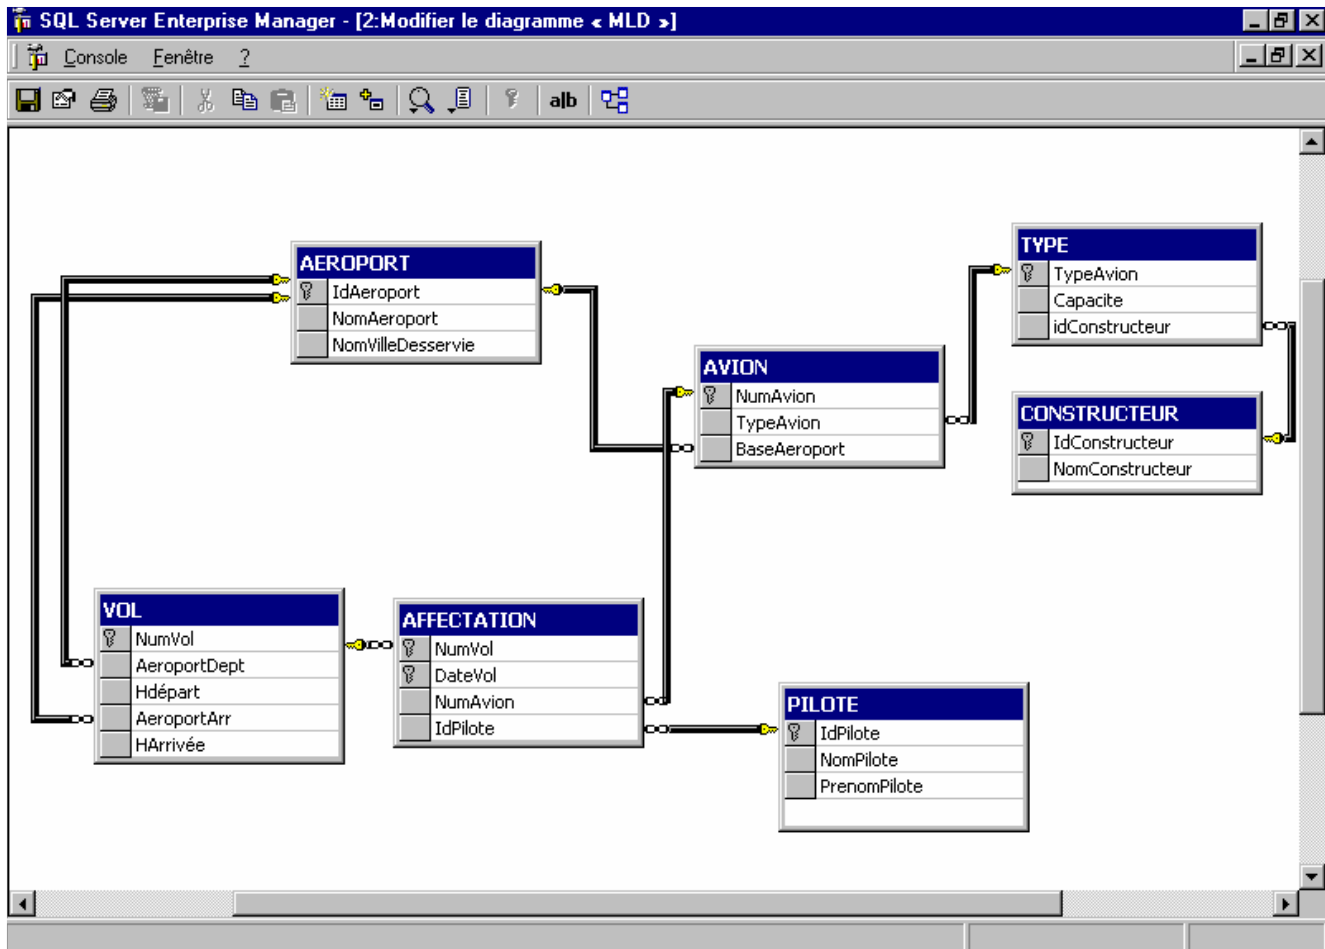 SQL Server Enterprise Manager - [2:Modifier le diagramme « MLD »]
Console Fenêtre ?
a|b
AEROPORT
IdAeroport
NomAeroport
NomVilleDesservie
TYPE
TypeAvion
Capacite
idConstructeur
AVION
NumAvion
TypeAvion
BaseAeroport
CONSTRUCTEUR
IdConstructeur
NomConstructeur
VOL
NumVol
AeroportDept
Hdépart
AeroportArr
HArrivée
AFFECTATION
NumVol
DateVol
NumAvion
IdPilote
PILOTE
IdPilote
NomPilote
PrenomPilote